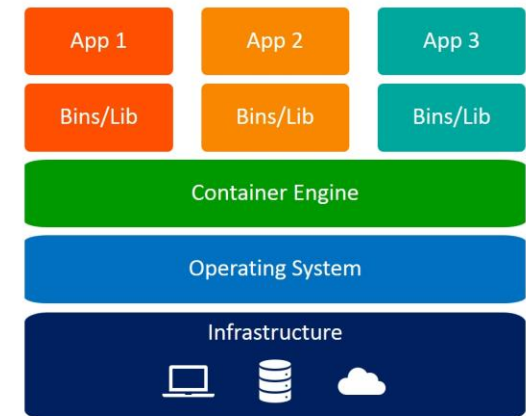 App 1 App 2 App 3
Bins/Lib Bins/Lib Bins/Lib
Container Engine
Operating System
Infrastructure